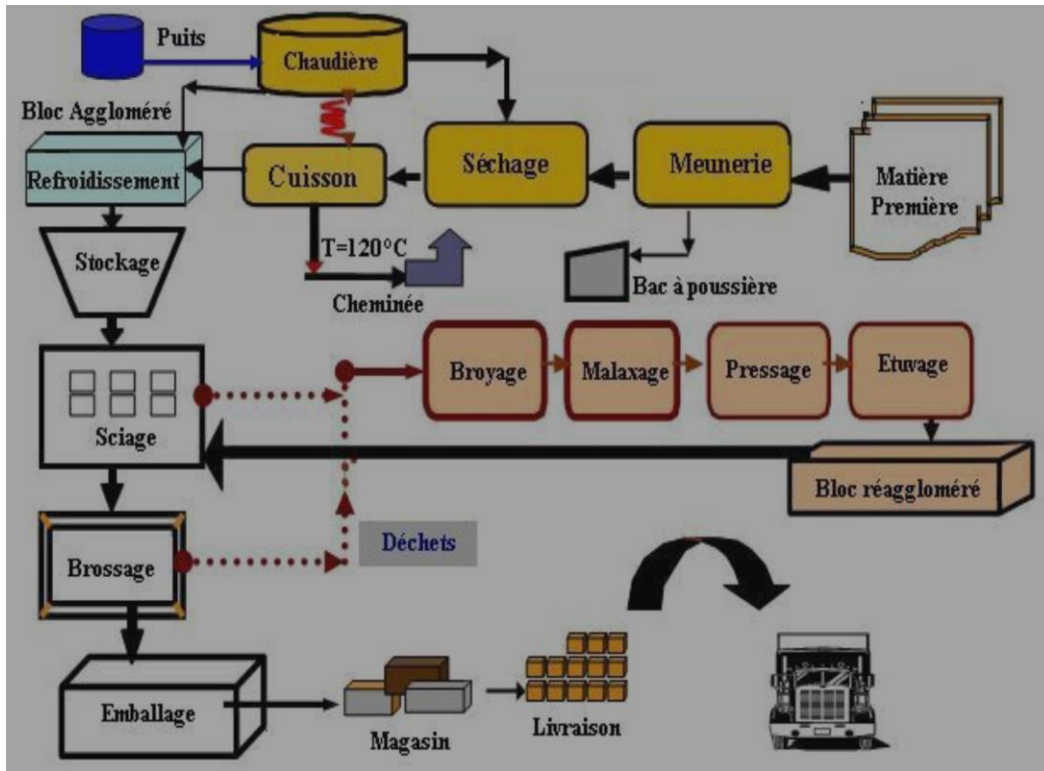 Puits
Chaudière
Bloc Aggloméré
Refroidissement
Cuisson
Séchage
Meunerie
Matière
Première
Stockage
T=120°C
Cheminée
Bac à poussière
Broyage
Malaxage
Pressage
Etuvage
Sciage
Bloc réaggloméré
Déchets
Brossage
Emballage
Magasin
Livraison